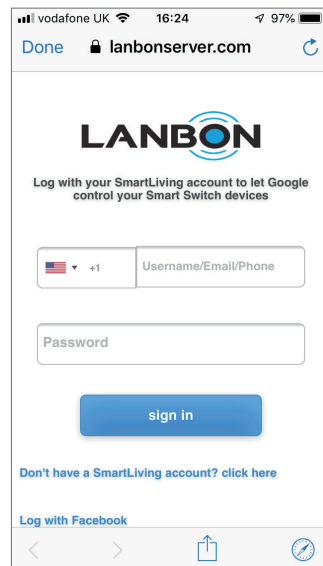 vodafone UK 16:24 97%
Done lanbonserver.com
LANBON
Log with your SmartLiving account to let Google
control your Smart Switch devices
+1 Username/Email/Phone
Password
sign in
Don't have a SmartLiving account? click here
Log with Facebook